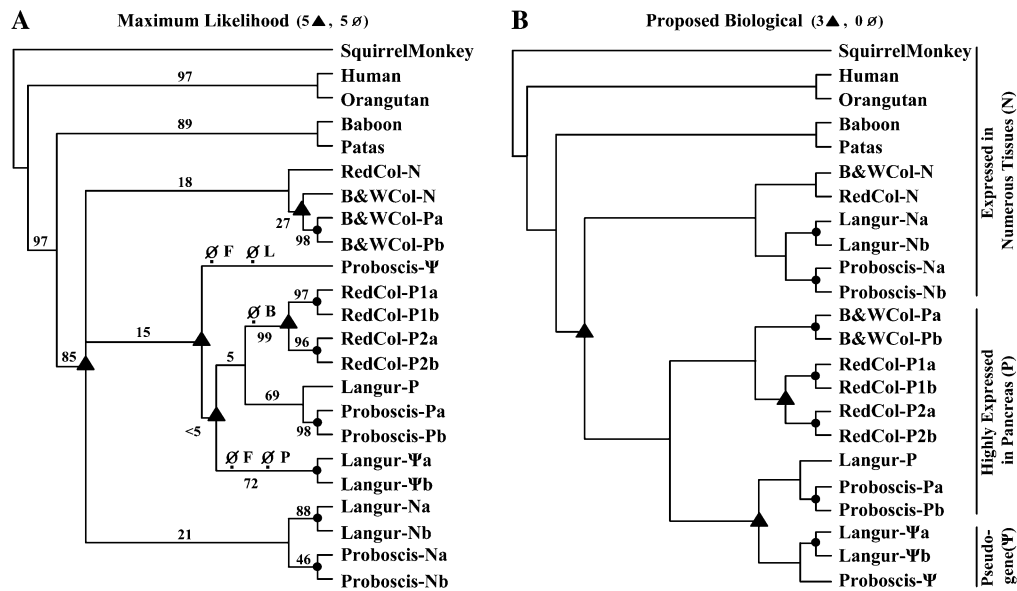 A Maximum Likelihood (5▲, 5ø)
SquirrelMonkey
97
Human
Orangutan
89
Baboon
Patas
97
18
RedCol-N
B&WCol-N
27
B&WCol-Pa
98
B&WCol-Pb
Ø F Ø L
Proboscis-Ψ
85
15
97
RedCol-P1a
RedCol-P1b
Ø B
99
96
RedCol-P2a
RedCol-P2b
5
69
Langur-P
Proboscis-Pa
98
Proboscis-Pb
<5
Ø F Ø P
72
Langur-Ψa
Langur-Ψb
88
Langur-Na
Langur-Nb
21
46
Proboscis-Na
Proboscis-Nb
B Proposed Biological (3▲, 0ø)
SquirrelMonkey
Human
Orangutan
Baboon
Patas
B&WCol-N
RedCol-N
Langur-Na
Langur-Nb
Proboscis-Na
Proboscis-Nb
B&WCol-Pa
B&WCol-Pb
RedCol-P1a
RedCol-P1b
RedCol-P2a
RedCol-P2b
Langur-P
Proboscis-Pa
Proboscis-Pb
Langur-Ψa
Langur-Ψb
Proboscis-Ψ
Expressed in
Numerous Tissues (N)
Highly Expressed
in Pancreas (P)
Pseudo-
gene(Ψ)